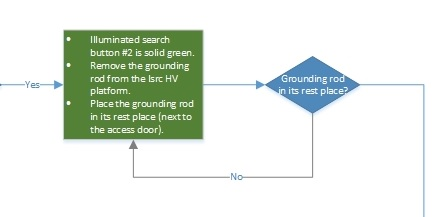 Yes
• Illuminated search
button #2 is solid green.
• Remove the grounding
rod from the Isrc HV
platform.
• Place the grounding rod
in its rest place (next to
the access door).
Grounding rod
in its rest place?
No